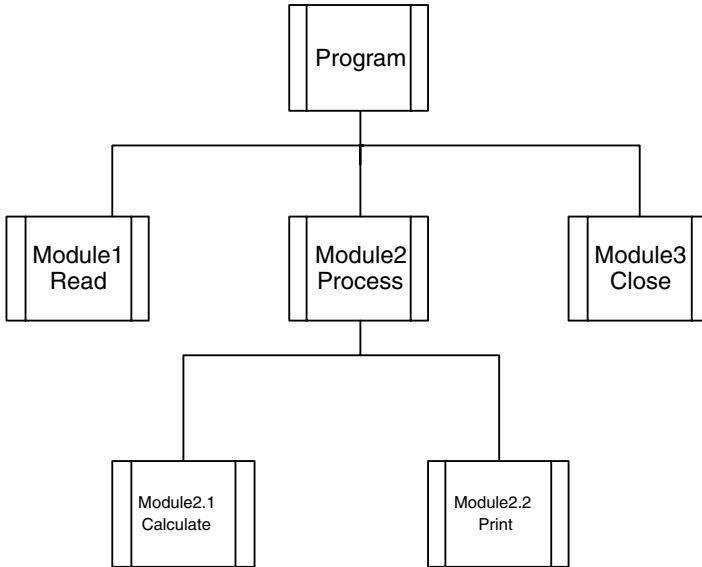 Program
Module1
Read
Module2
Process
Module3
Close
Module2.1
Calculate
Module2.2
Print